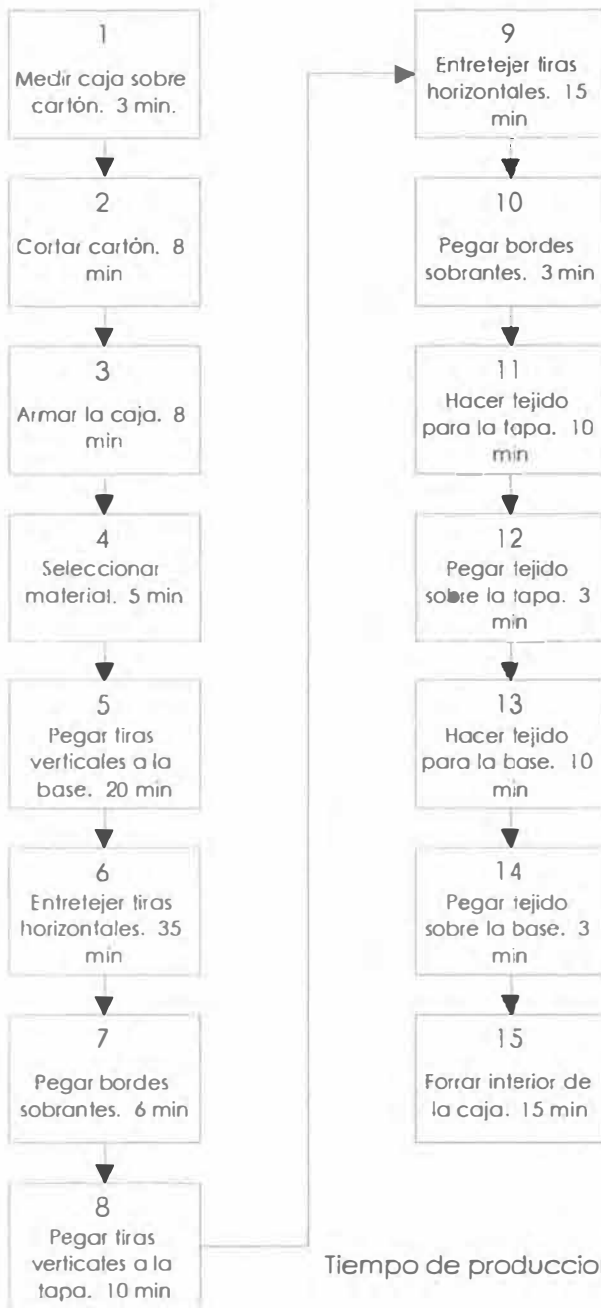 1
Medir caja sobre
cartón. 3 min.
2
Cortar cartón. 8
min
3
Armar la caja. 8
min
4
Seleccionar
material. 5 min
5
Pegar tiras
verticales a la
base. 20 min
6
Entretejer tiras
horizontales. 35
min
7
Pegar bordes
sobrantes. 6 min
8
Pegar tiras
verticales a la
tapa. 10 min
9
Entretejer tiras
horizontales. 15
min
10
Pegar bordes
sobrantes. 3 min
11
Hacer tejido
para la tapa. 10
min
12
Pegar tejido
sobre la tapa. 3
min
13
Hacer tejido
para la base. 10
min
14
Pegar tejido
sobre la base. 3
min
15
Forrar interior de
la caja. 15 min
Tiempo de produccion